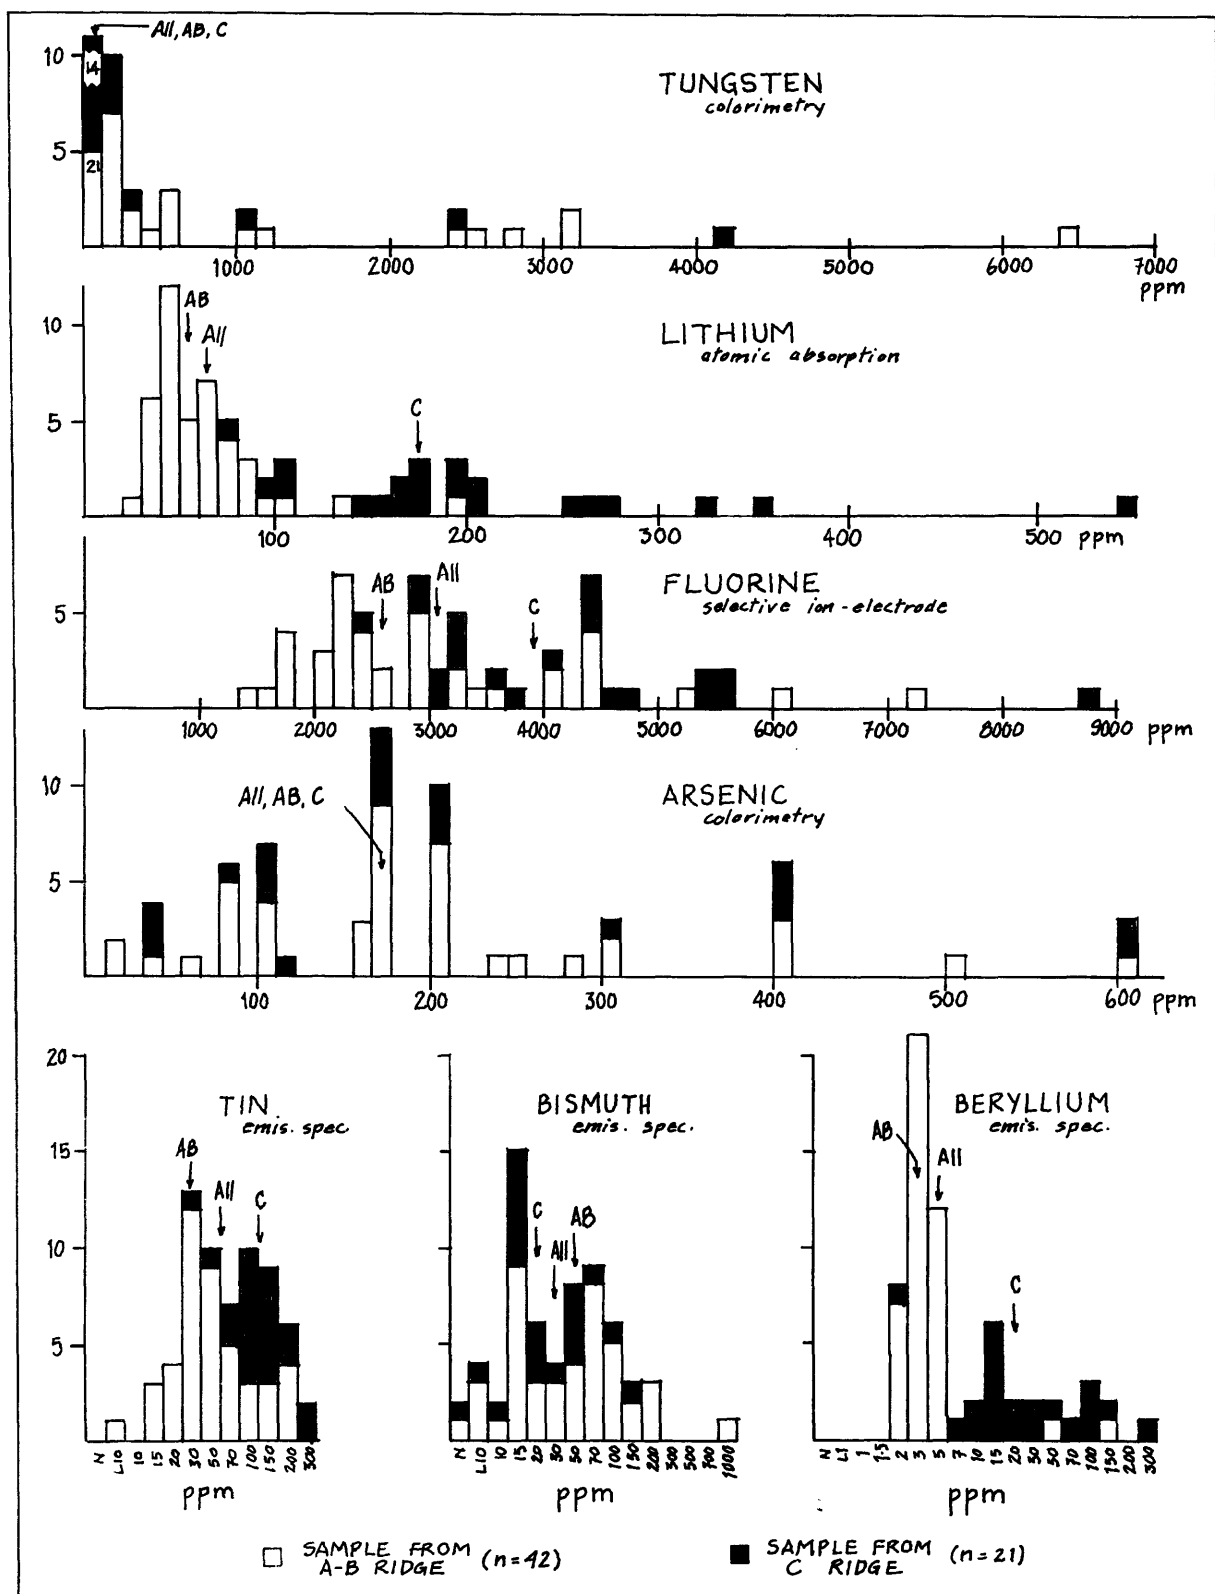 All, AB, C
10
14
5
21
TUNGSTEN
colorimetry
1000 2000 3000 4000 5000 6000 7000
ppm
AB
All
10
5
C
LITHIUM
atomic absorption
100 200 300 400 500 ppm
AB
All
C
5
FLUORINE
selective ion-electrode
1000 2000 3000 4000 5000 6000 7000 8000 9000 ppm
All, AB, C
10
5
ARSENIC
colorimetry
100 200 300 400 500 600 ppm
20
15
10
5
TIN
emis. spec.
AB
All
C
N L10 10 15 20 30 50 70 100 150 200 300
ppm
BISMUTH
emis. spec.
C
All
AB
N L10 10 15 20 30 50 70 100 150 200 300 500 700 1000
ppm
BERYLLIUM
emis. spec.
AB
All
C
N L1 1 1.5 2 3 5 7 10 15 20 30 50 70 100 150 200 300
ppm
SAMPLE FROM
A-B RIDGE (n=42)
SAMPLE FROM
C RIDGE (n=21)